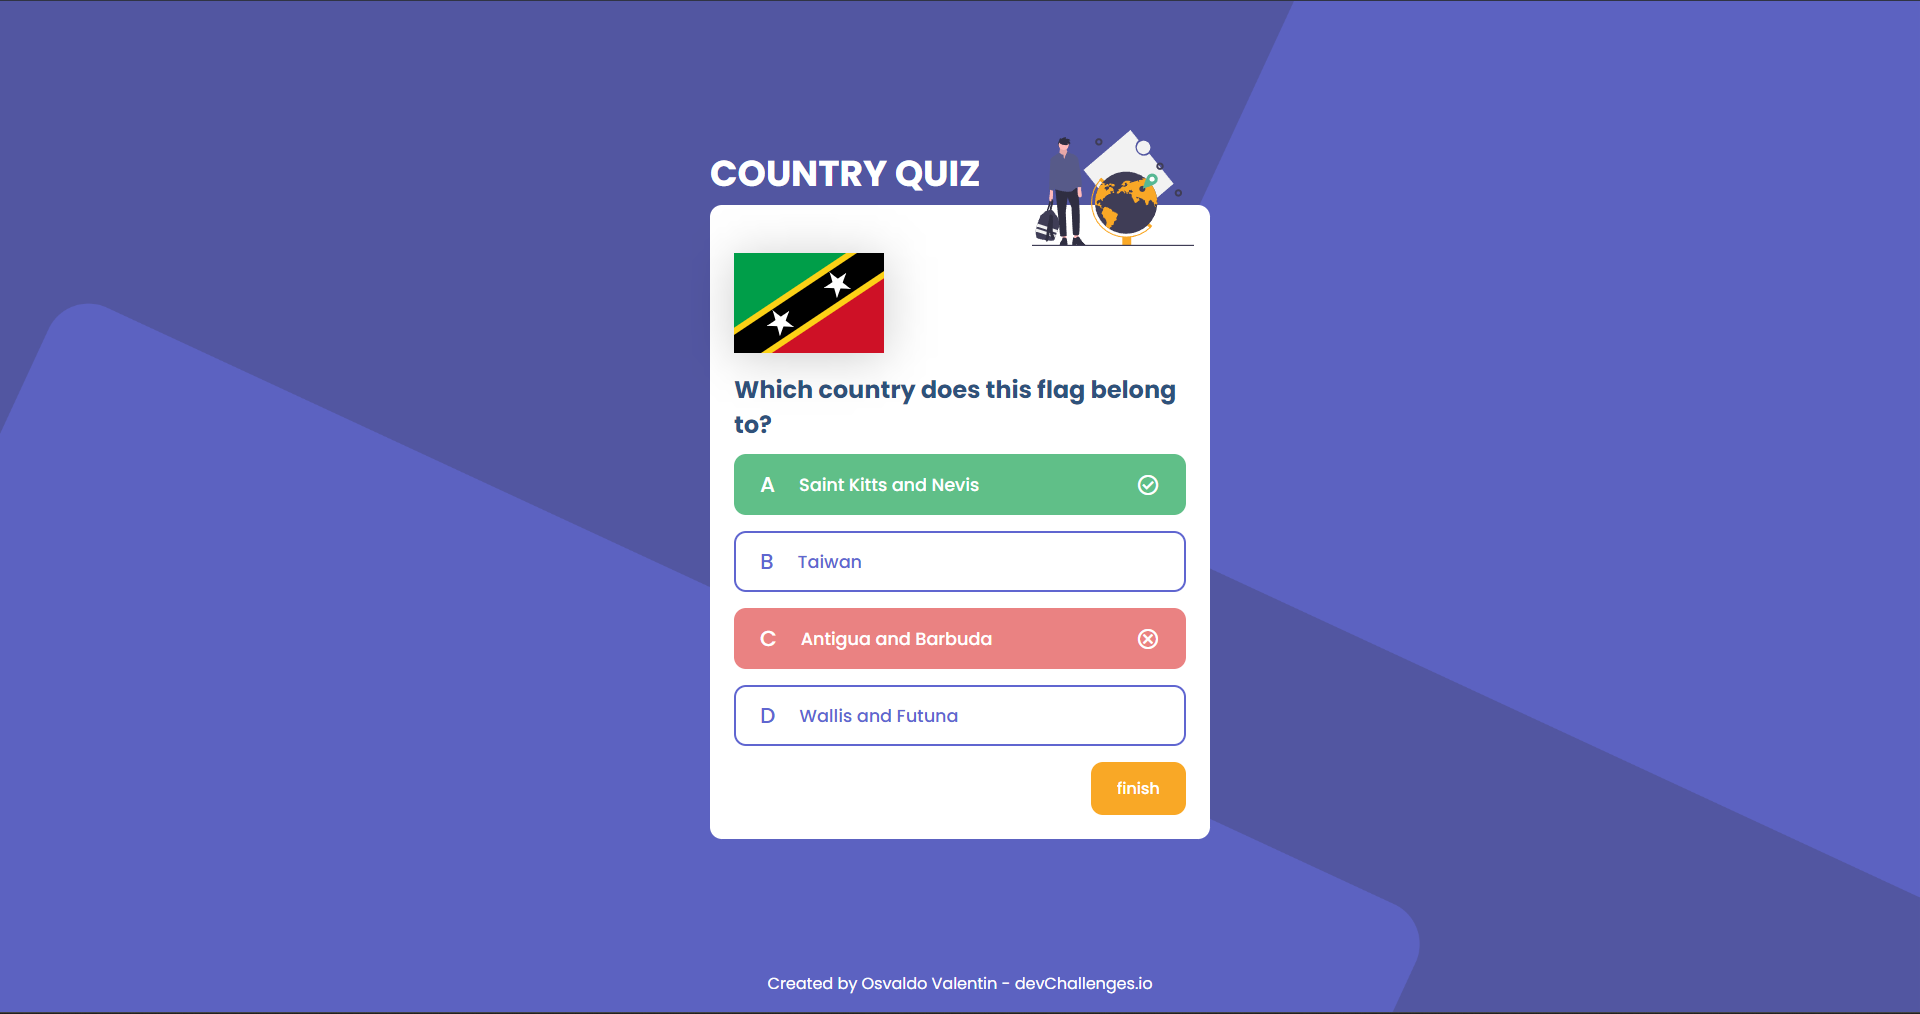 COUNTRY QUIZ
Which country does this flag belong
to?
A Saint Kitts and Nevis
B Taiwan
C Antigua and Barbuda
D Wallis and Futuna
finish
Created by Osvaldo Valentin - devChallenges.io